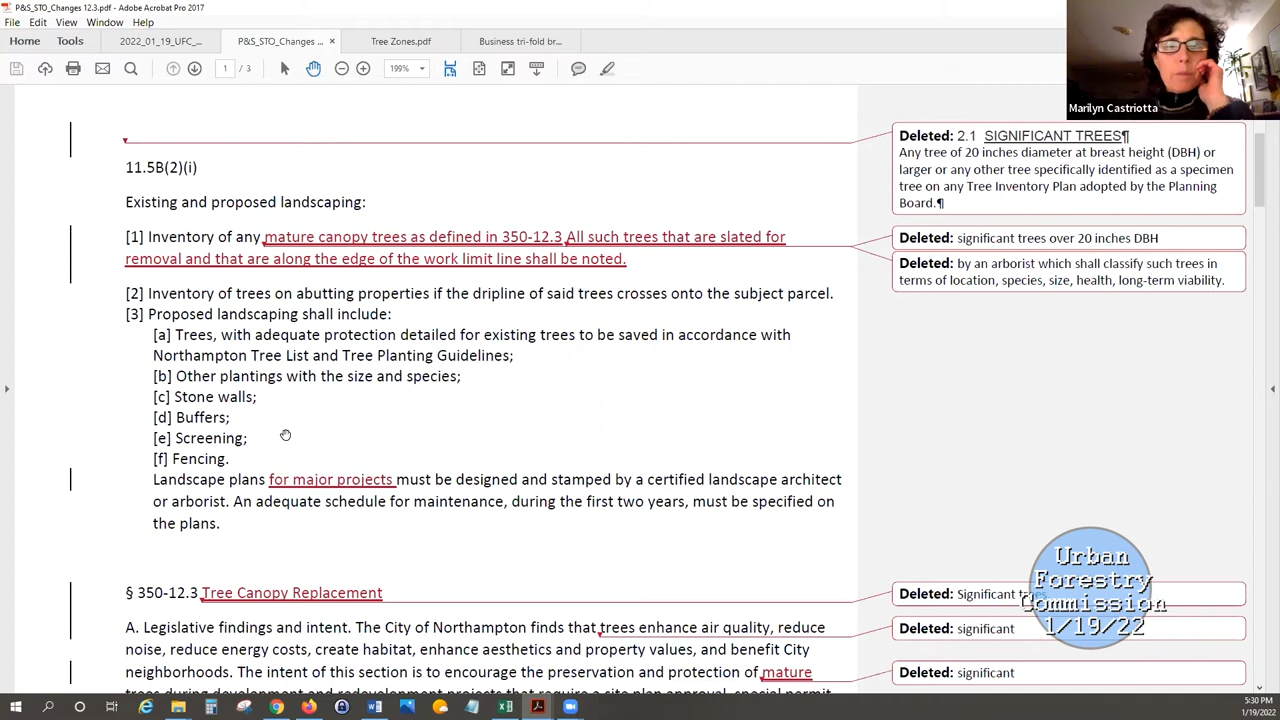 P&S_STO_Changes 12.3.pdf - Adobe Acrobat Pro 2017
File Edit View Window Help
Home Tools 2022_01_19_UFC_... P&S_STO_Changes ... × Tree Zones.pdf Business tri-fold br...
1 / 3 199%
Marilyn Castriotta
11.5B(2)(i)
Existing and proposed landscaping:
[1] Inventory of any mature canopy trees as defined in 350-12.3 All such trees that are slated for
removal and that are along the edge of the work limit line shall be noted.
[2] Inventory of trees on abutting properties if the dripline of said trees crosses onto the subject parcel.
[3] Proposed landscaping shall include:
[a] Trees, with adequate protection detailed for existing trees to be saved in accordance with
Northampton Tree List and Tree Planting Guidelines;
[b] Other plantings with the size and species;
[c] Stone walls;
[d] Buffers;
[e] Screening;
[f] Fencing.
Landscape plans for major projects must be designed and stamped by a certified landscape architect
or arborist. An adequate schedule for maintenance, during the first two years, must be specified on
the plans.
§ 350-12.3 Tree Canopy Replacement
A. Legislative findings and intent. The City of Northampton finds that trees enhance air quality, reduce
noise, reduce energy costs, create habitat, enhance aesthetics and property values, and benefit City
neighborhoods. The intent of this section is to encourage the preservation and protection of mature
trees during development and redevelopment projects that require a site plan approval, special permit
Deleted: 2.1 SIGNIFICANT TREES¶
Any tree of 20 inches diameter at breast height (DBH) or
larger or any other tree specifically identified as a specimen
tree on any Tree Inventory Plan adopted by the Planning
Board.¶
Deleted: significant trees over 20 inches DBH
Deleted: by an arborist which shall classify such trees in
terms of location, species, size, health, long-term viability.
Deleted: Significant trees
Deleted: significant
Deleted: significant
Urban
Forestry
Commission
1/19/22
5:30 PM
1/19/2022